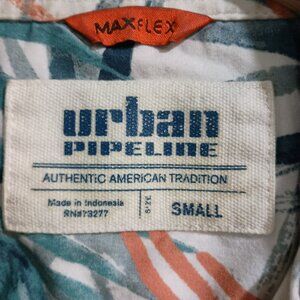 MAXFLEX
urban
PIPELINE
AUTHENTIC AMERICAN TRADITION
Made in Indonesia
RN#73277
SMALL